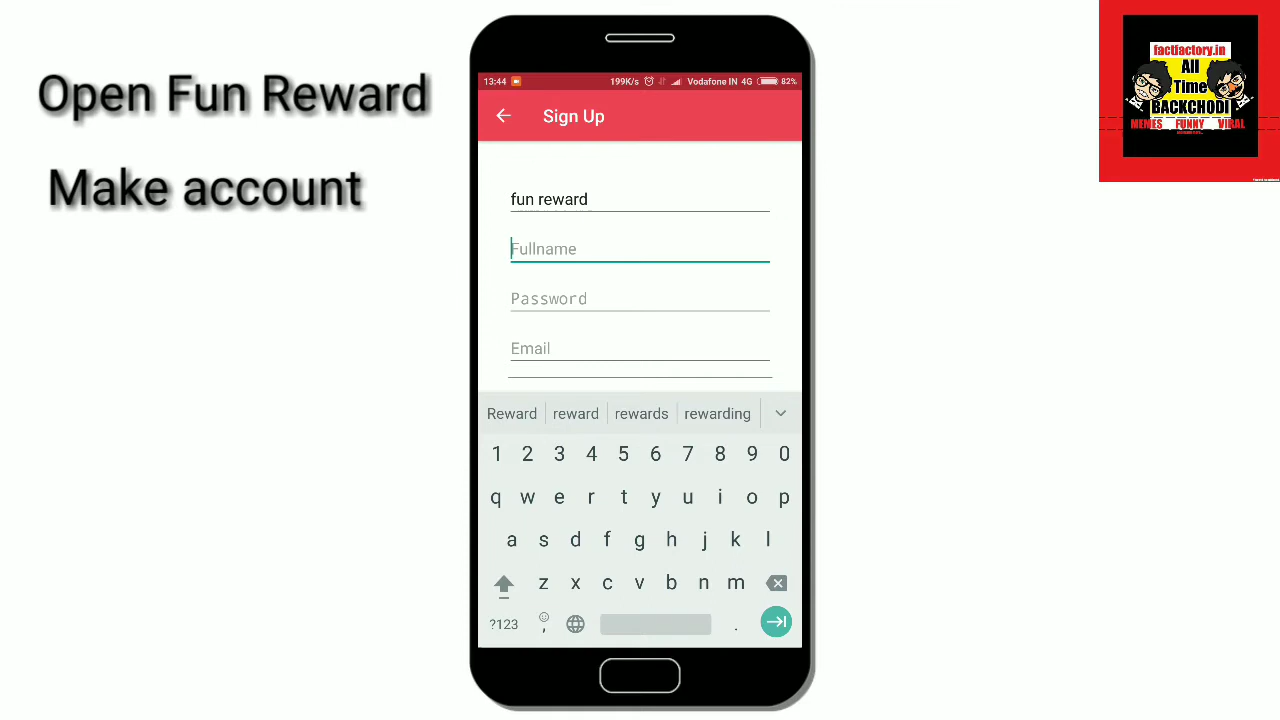 Open Fun Reward
Make account
13:44
199K/s
Vodafone IN 4G
82%
Sign Up
fun reward
Fullname
Password
Email
Reward reward rewards rewarding
1 2 3 4 5 6 7 8 9 0
q w e r t y u i o p
a s d f g h j k l
z x c v b n m
?123 , .
factfactory.in
All
Time
BACKCHODI
MEMES FUNNY VIRAL